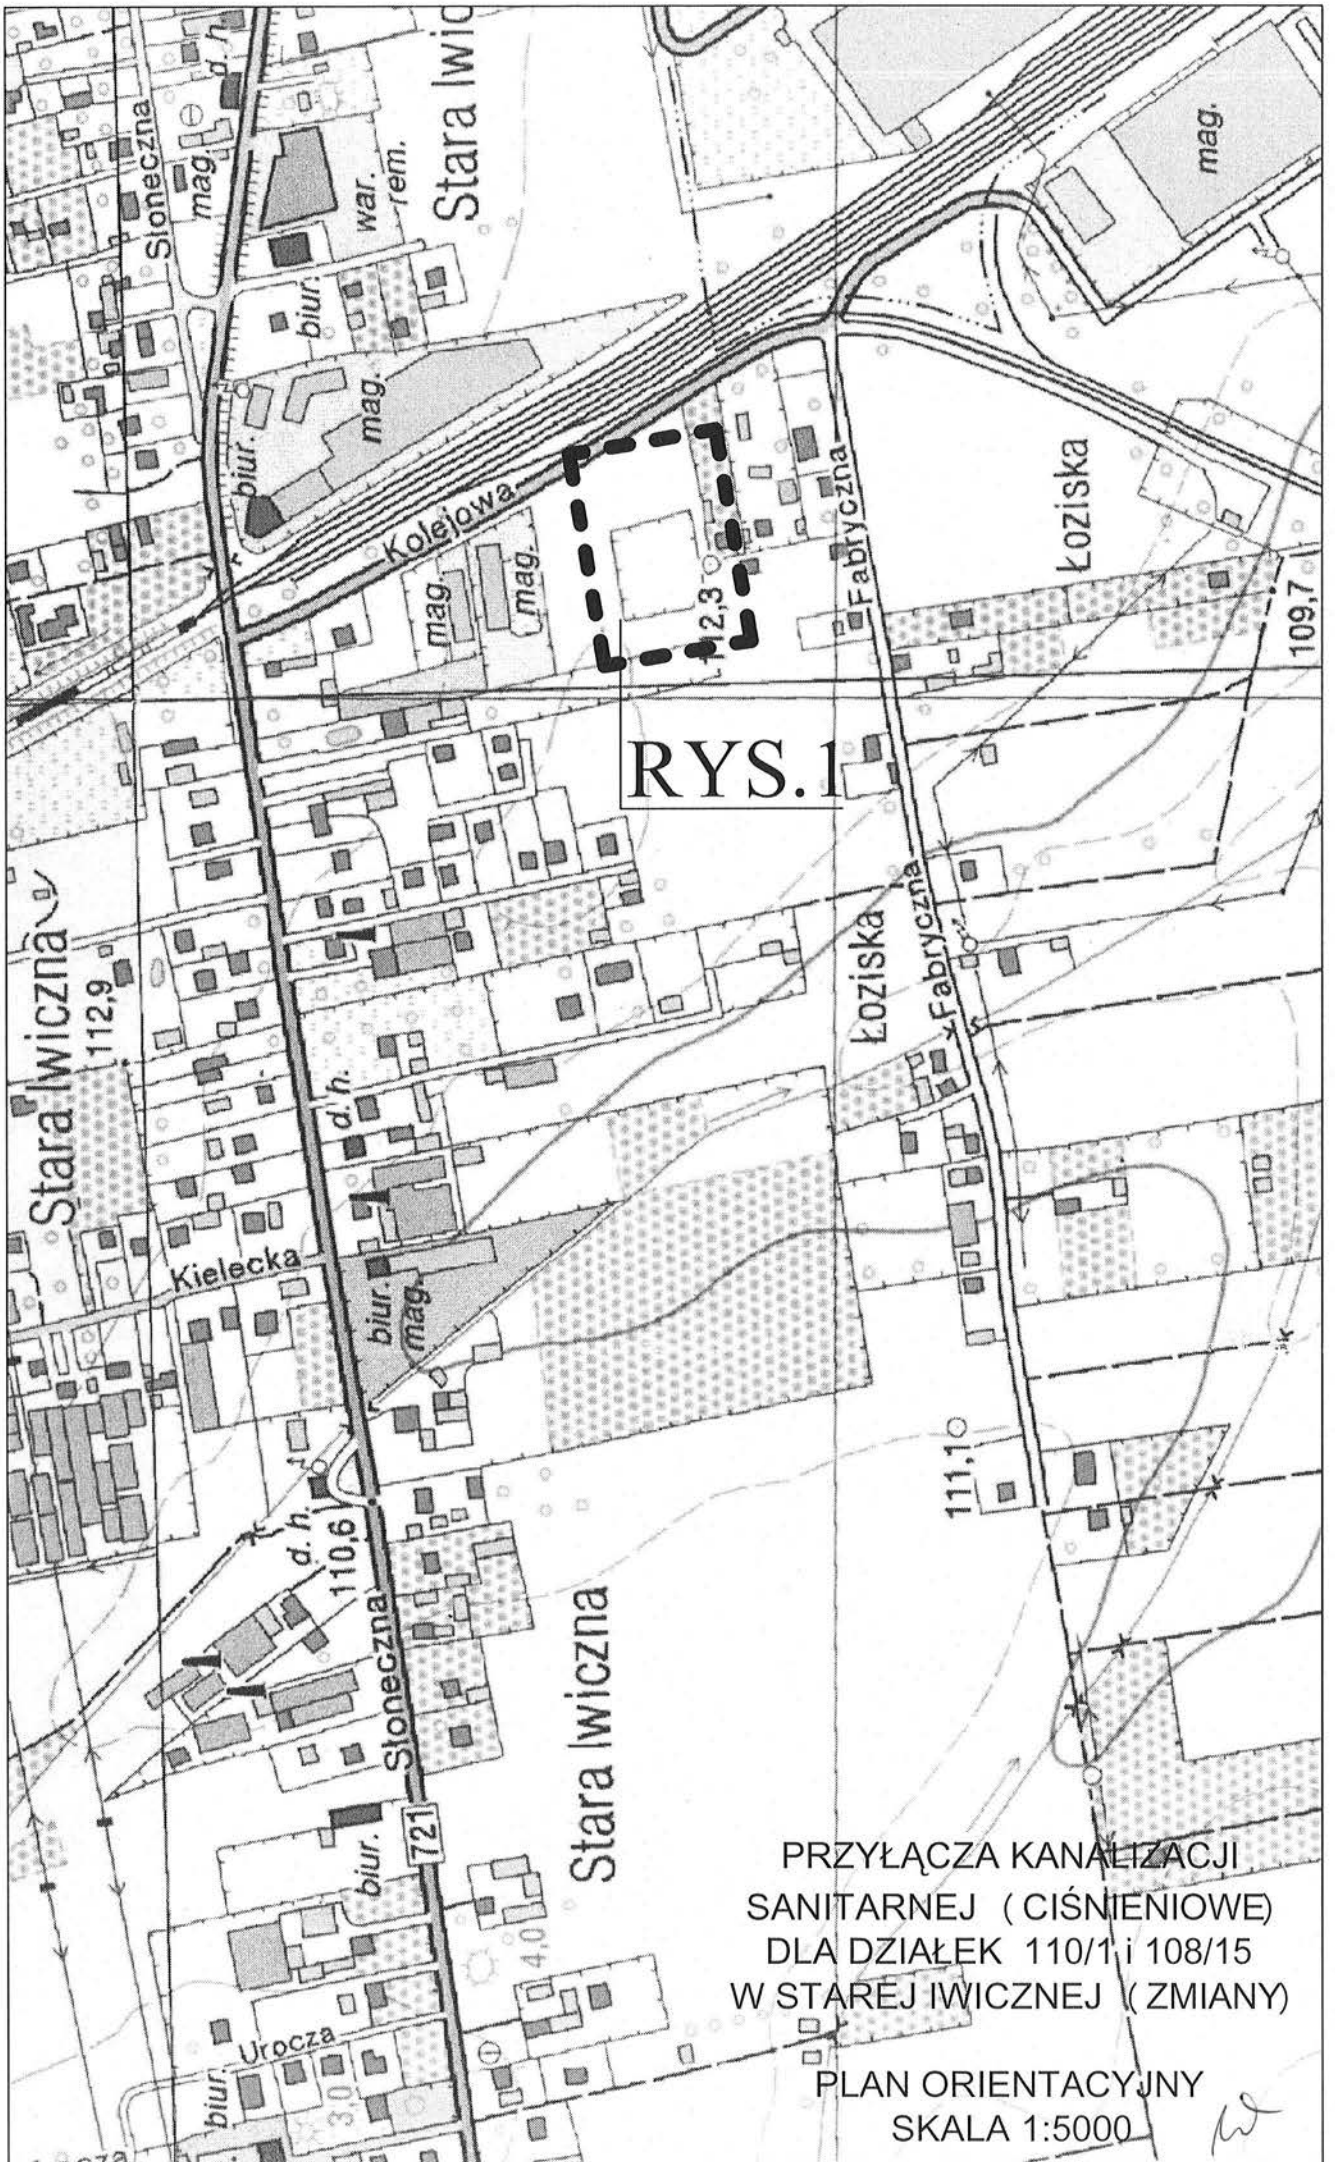 Stara Iwic
d. h.
Słoneczna
mag.
war.
rem.
mag.
biur.
mag.
biur.
Kolejowa
Fabryczna
Łoziska
mag.
mag.
112,3
109,7
RYS.1
Stara Iwiczna
112,9
Łoziska
Fabryczna
d. h.
Kielecka
biur.
mag.
111,1
d. h.
110,6
Słoneczna
Stara Iwiczna
721
biur.
4,0
Urocza
biur.
3,0
PRZYŁĄCZA KANALIZACJI
SANITARNEJ ( CIŚNIENIOWE)
DLA DZIAŁEK 110/1 i 108/15
W STAREJ IWICZNEJ ( ZMIANY)
PLAN ORIENTACYJNY
SKALA 1:5000